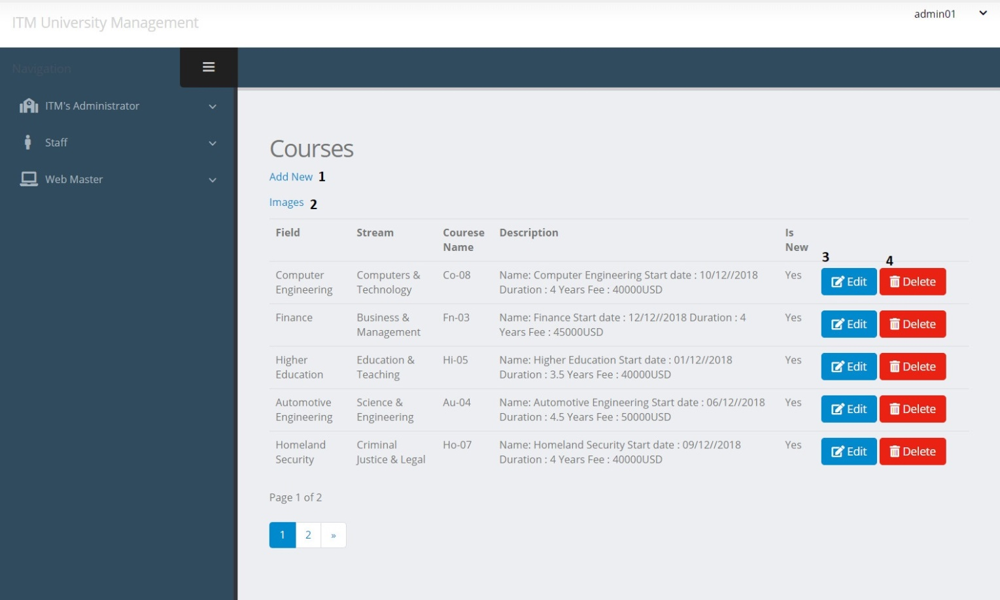 ITM University Management
admin01
Navigation
ITM's Administrator
Staff
Web Master
Courses
Add New 1
Images 2
Field Stream Courese Name Description Is New
3 4
Computer Engineering Computers & Technology Co-08 Name: Computer Engineering Start date : 10/12//2018 Duration : 4 Years Fee : 40000USD Yes Edit Delete
Finance Business & Management Fn-03 Name: Finance Start date : 12/12//2018 Duration : 4 Years Fee : 45000USD Yes Edit Delete
Higher Education Education & Teaching Hi-05 Name: Higher Education Start date : 01/12//2018 Duration : 3.5 Years Fee : 40000USD Yes Edit Delete
Automotive Engineering Science & Engineering Au-04 Name: Automotive Engineering Start date : 06/12//2018 Duration : 4.5 Years Fee : 50000USD Yes Edit Delete
Homeland Security Criminal Justice & Legal Ho-07 Name: Homeland Security Start date : 09/12//2018 Duration : 4 Years Fee : 40000USD Yes Edit Delete
Page 1 of 2
1 2 »